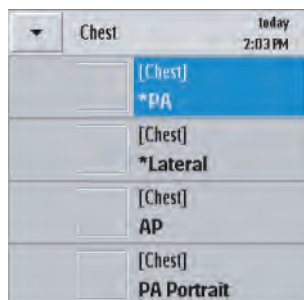 Chest
today
2:03 PM
[Chest]
*PA
[Chest]
*Lateral
[Chest]
AP
[Chest]
PA Portrait